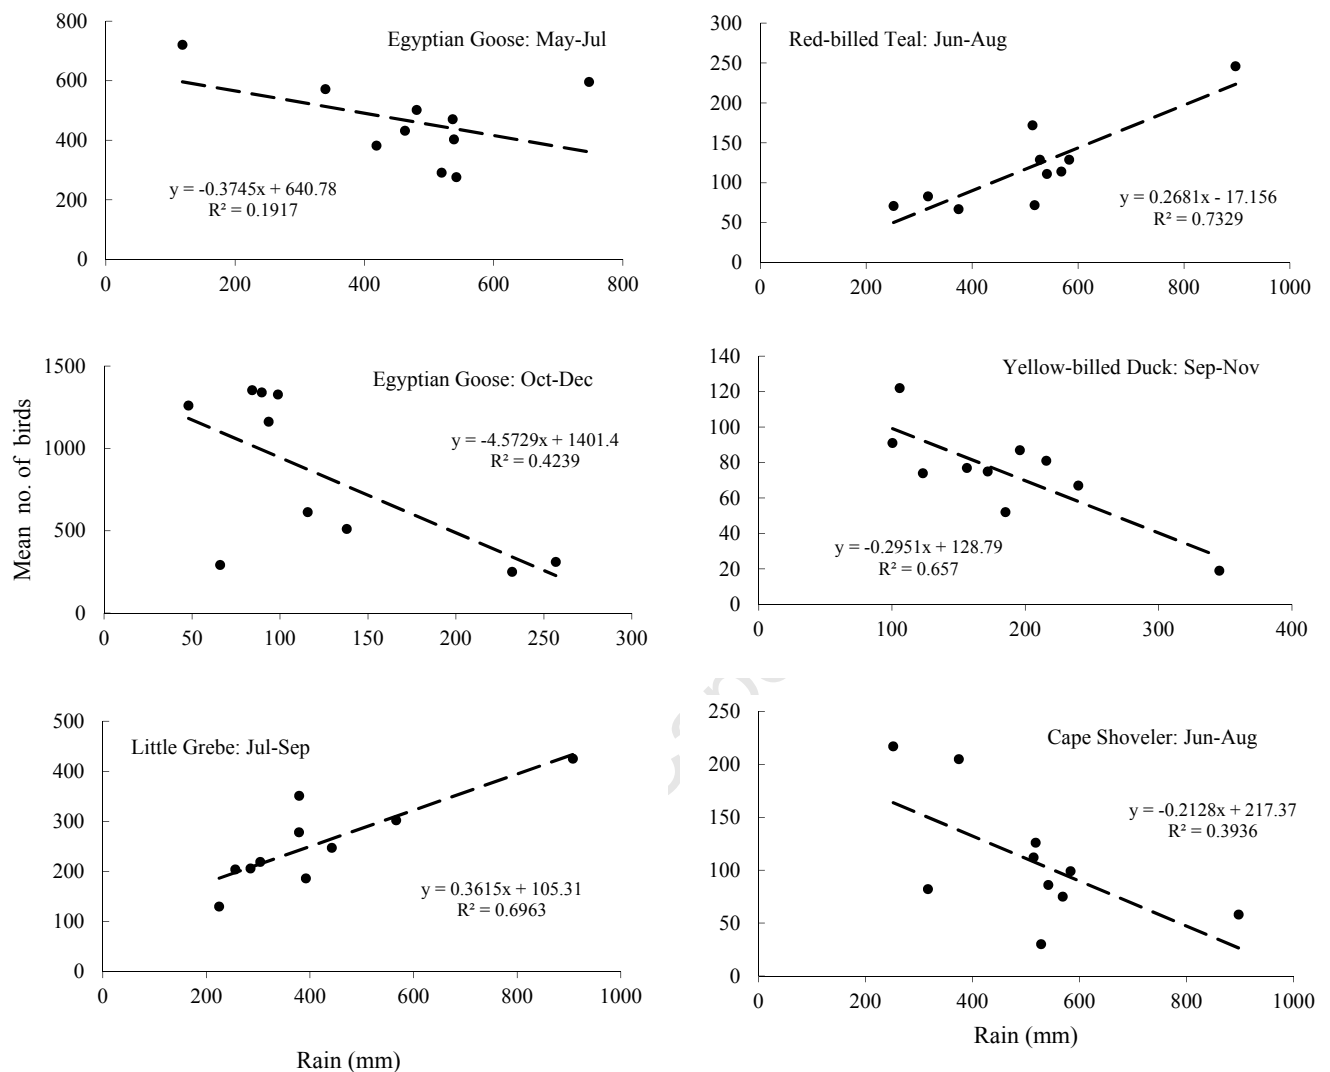 Egyptian Goose: May-Jul
y = -0.3745x + 640.78
R² = 0.1917
800
600
400
200
0
0 200 400 600 800
Red-billed Teal: Jun-Aug
y = 0.2681x - 17.156
R² = 0.7329
300
250
200
150
100
50
0
0 200 400 600 800 1000
Mean no. of birds
Egyptian Goose: Oct-Dec
y = -4.5729x + 1401.4
R² = 0.4239
1500
1000
500
0
0 50 100 150 200 250 300
Yellow-billed Duck: Sep-Nov
y = -0.2951x + 128.79
R² = 0.657
140
120
100
80
60
40
20
0
0 100 200 300 400
Little Grebe: Jul-Sep
y = 0.3615x + 105.31
R² = 0.6963
500
400
300
200
100
0
0 200 400 600 800 1000
Rain (mm)
Cape Shoveler: Jun-Aug
y = -0.2128x + 217.37
R² = 0.3936
250
200
150
100
50
0
0 200 400 600 800 1000
Rain (mm)